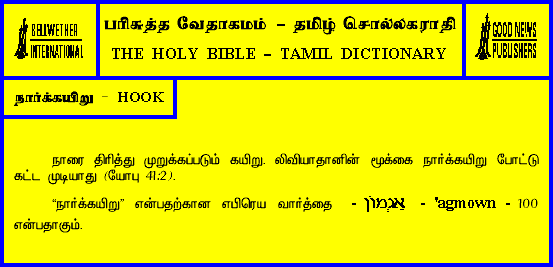 BELLWETHER
INTERNATIONAL
பரிசுத்த வேதாகமம் - தமிழ் சொல்லகராதி
THE HOLY BIBLE - TAMIL DICTIONARY
GOOD NEWS
PUBLISHERS
நார்க்கயிறு - HOOK
நாரை திரித்து முறுக்கப்படும் கயிறு. லிவியாதானின் மூக்கை நார்க்கயிறு போட்டு
கட்ட முடியாது (யோபு 41:2).
“நார்க்கயிறு” என்பதற்கான எபிரெய வார்த்தை - אַגְמוֹן - 'agmown - 100
என்பதாகும்.